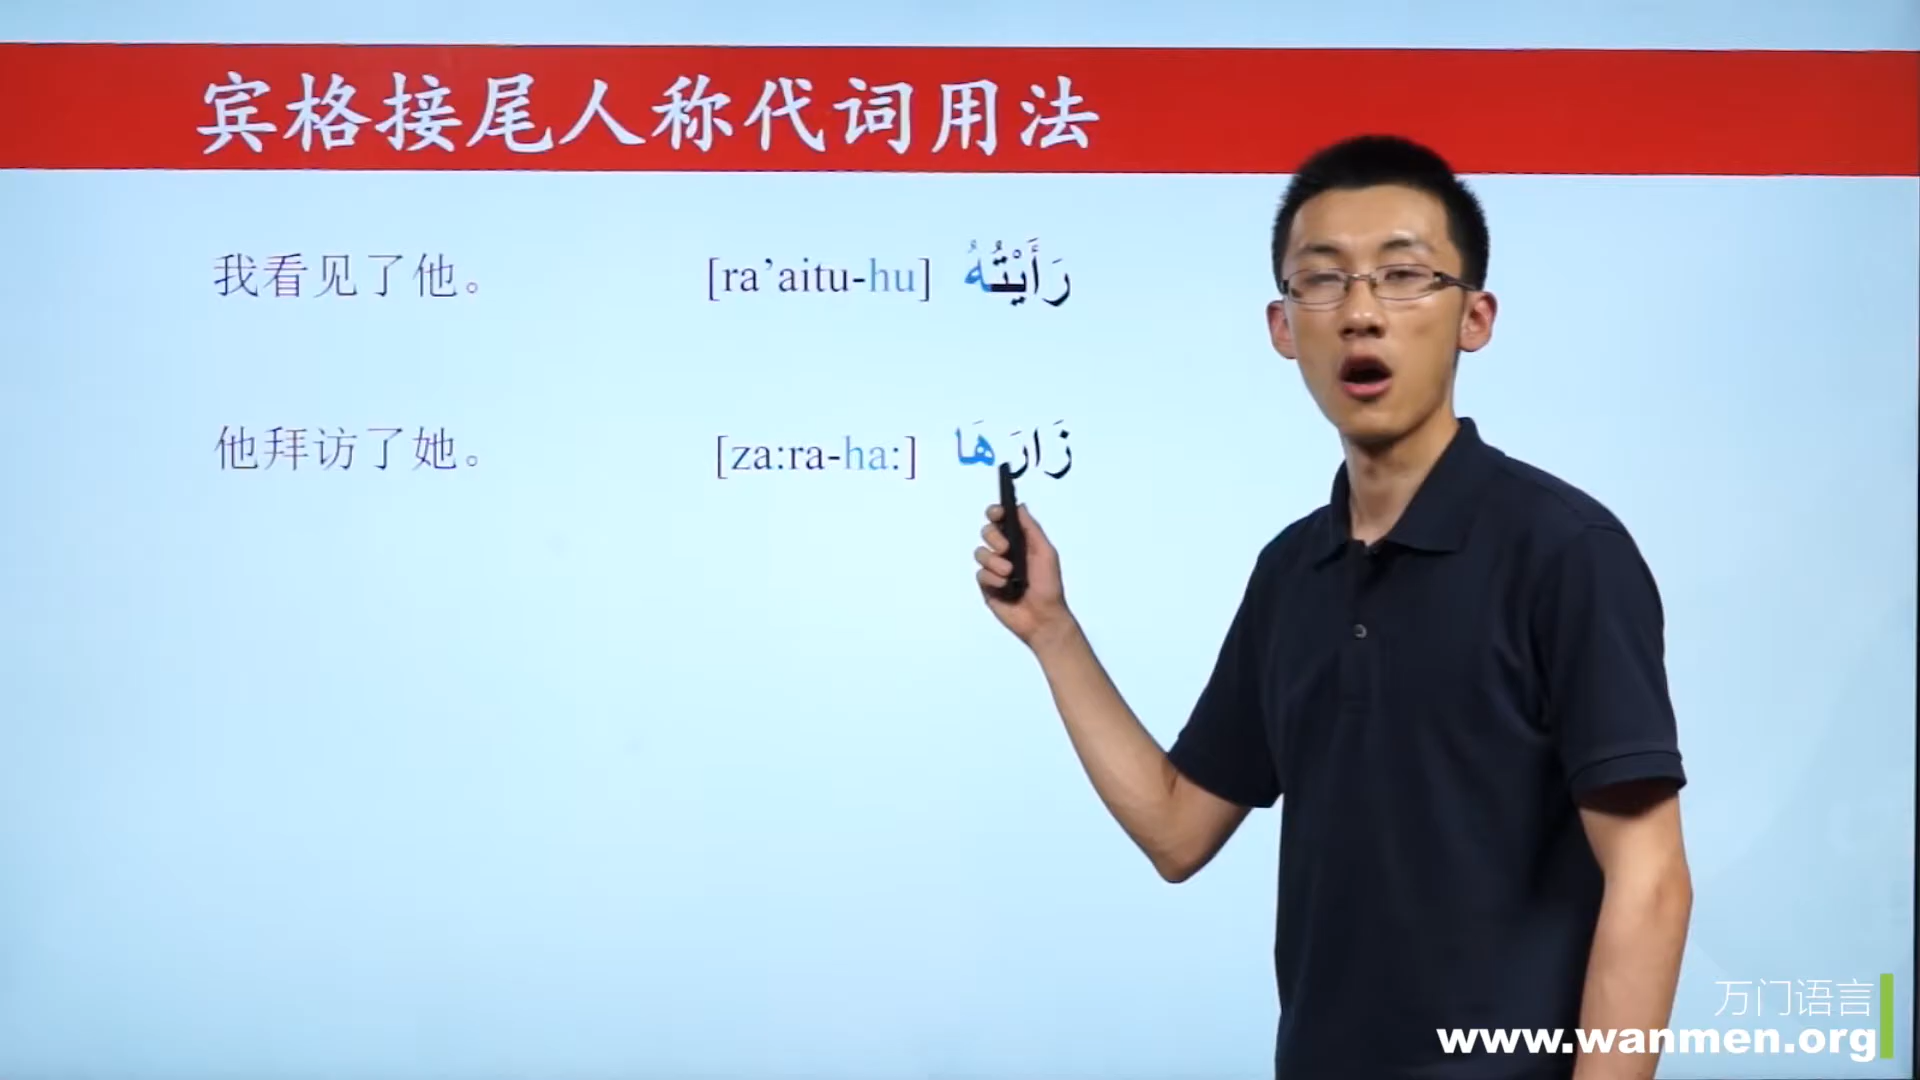 宾格接尾人称代词用法
我看见了他。 [ra’aitu-hu] رَأَيْتُهُ
他拜访了她。 [za:ra-ha:] زَارَهَا
万门语言
www.wanmen.org